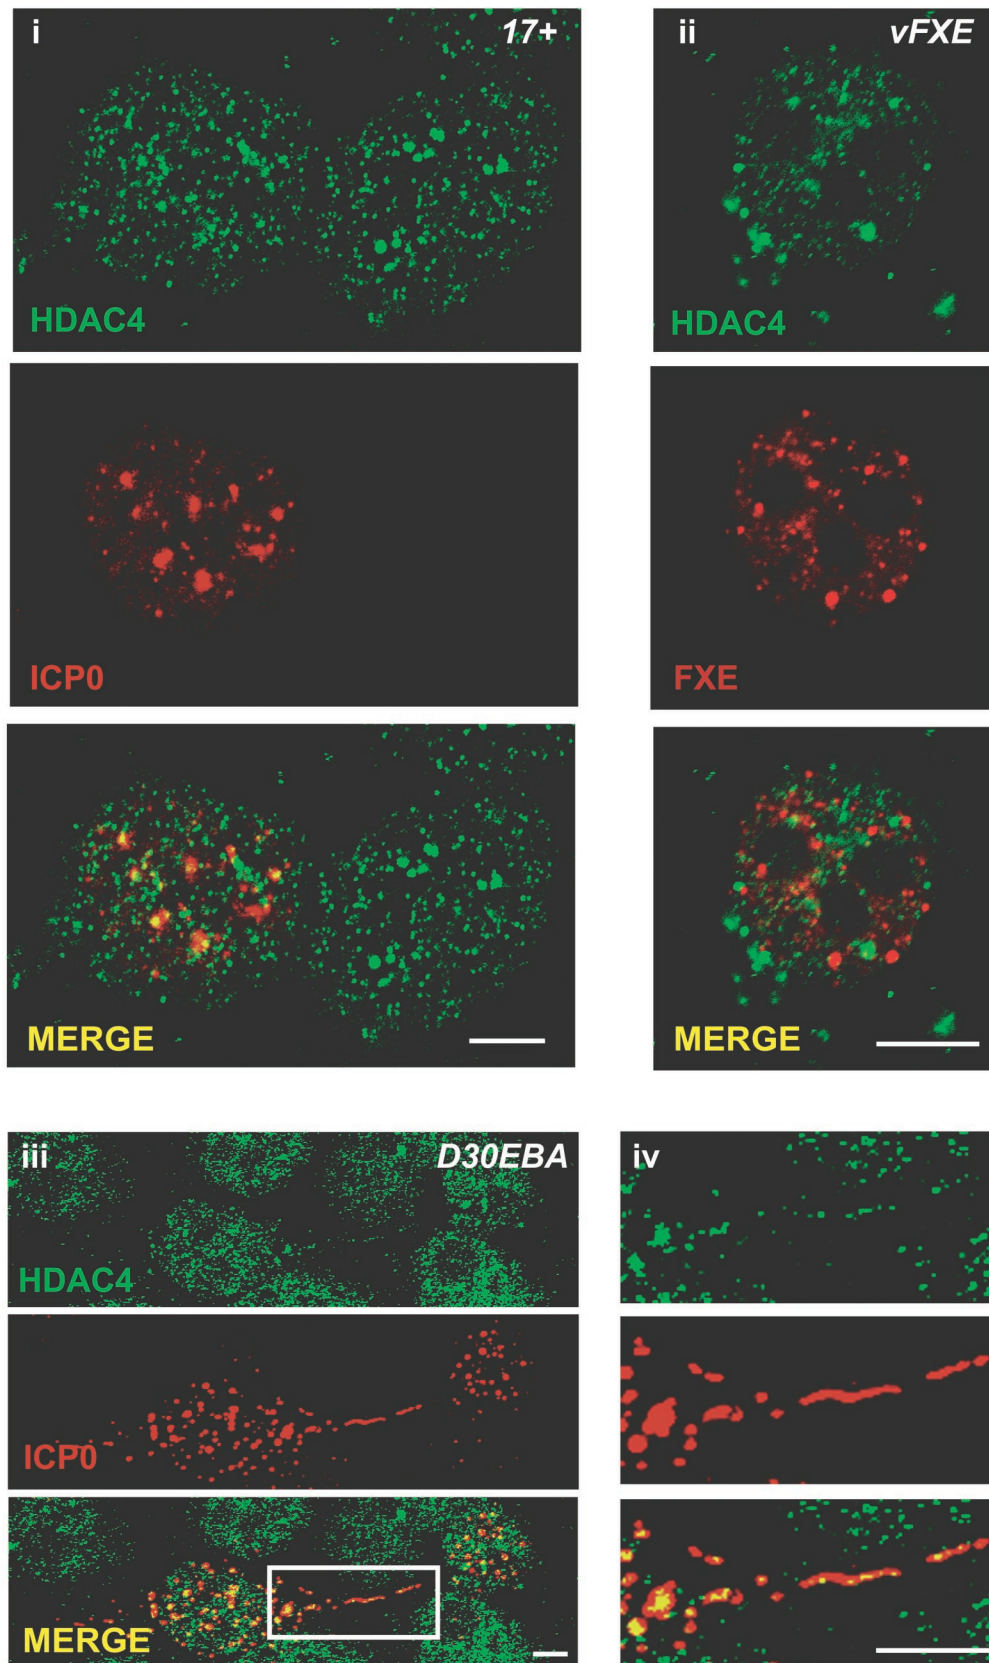 i 17+
HDAC4
ii vFXE
HDAC4
ICP0
FXE
MERGE
MERGE
iii D30EBA
HDAC4
iv
ICP0
MERGE